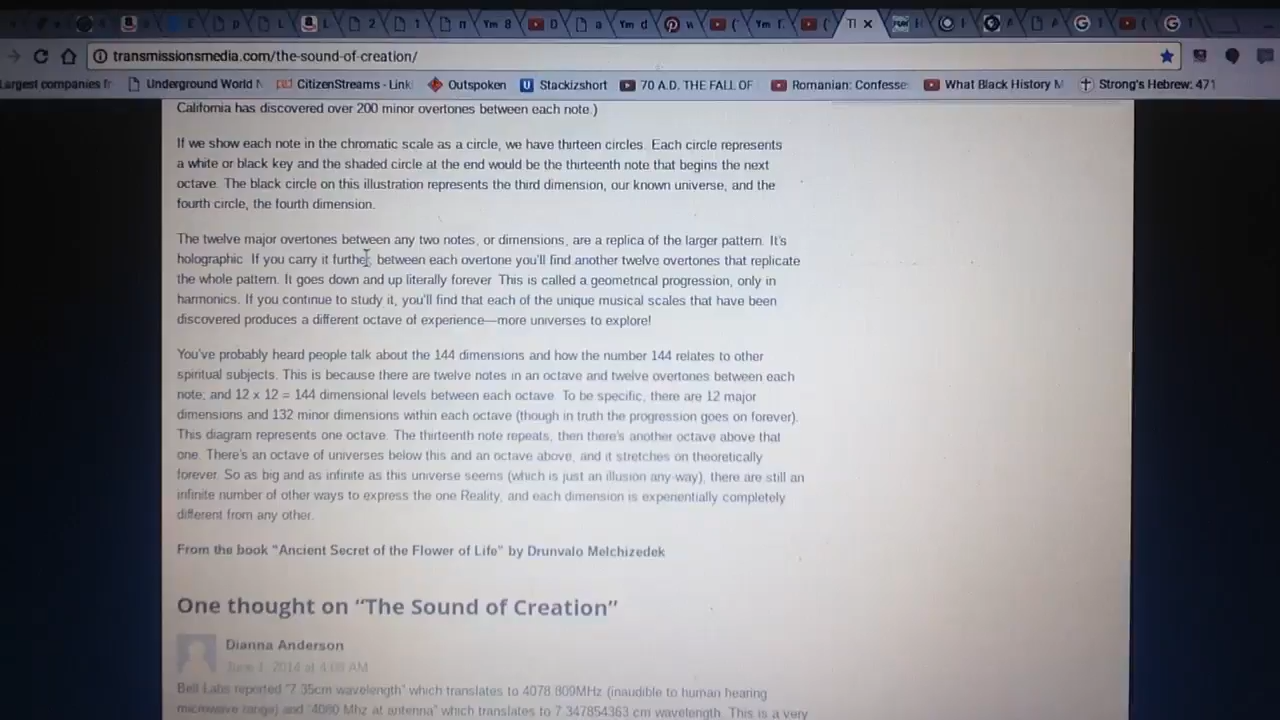 transmissionsmedia.com/the-sound-of-creation/
Largest companies fr Underground World N CitizenStreams - Link Outspoken Stackizshort 70 A.D. THE FALL OF Romanian: Confesse What Black History M Strong's Hebrew: 471
California has discovered over 200 minor overtones between each note.)
If we show each note in the chromatic scale as a circle, we have thirteen circles. Each circle represents
a white or black key and the shaded circle at the end would be the thirteenth note that begins the next
octave. The black circle on this illustration represents the third dimension, our known universe, and the
fourth circle, the fourth dimension.
The twelve major overtones between any two notes, or dimensions, are a replica of the larger pattern. It's
holographic. If you carry it further, between each overtone you'll find another twelve overtones that replicate
the whole pattern. It goes down and up literally forever. This is called a geometrical progression, only in
harmonics. If you continue to study it, you'll find that each of the unique musical scales that have been
discovered produces a different octave of experience—more universes to explore!
You've probably heard people talk about the 144 dimensions and how the number 144 relates to other
spiritual subjects. This is because there are twelve notes in an octave and twelve overtones between each
note; and 12 x 12 = 144 dimensional levels between each octave. To be specific, there are 12 major
dimensions and 132 minor dimensions within each octave (though in truth the progression goes on forever).
This diagram represents one octave. The thirteenth note repeats, then there's another octave above that
one. There's an octave of universes below this and an octave above, and it stretches on theoretically
forever. So as big and as infinite as this universe seems (which is just an illusion any-way), there are still an
infinite number of other ways to express the one Reality, and each dimension is experientially completely
different from any other.
From the book "Ancient Secret of the Flower of Life" by Drunvalo Melchizedek
One thought on “The Sound of Creation”
Dianna Anderson
June 1, 2014 at 4:09 AM
Bell Labs reported “7.35cm wavelength” which translates to 4078.809MHz (inaudible to human hearing
microwave range) and “4080 Mhz at antenna” which translates to 7.347854363 cm wavelength. This is a very